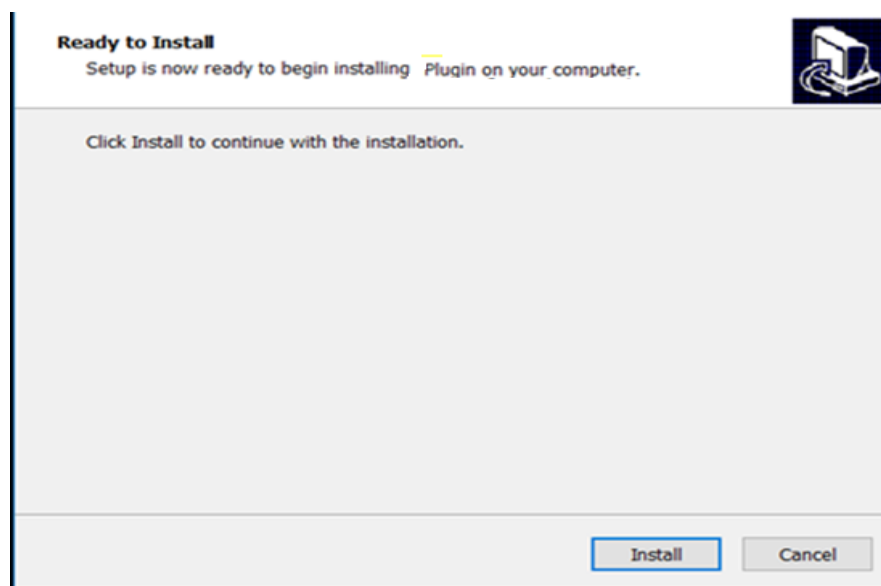 Ready to Install
Setup is now ready to begin installing Plugin on your computer.
Click Install to continue with the installation.
Install
Cancel